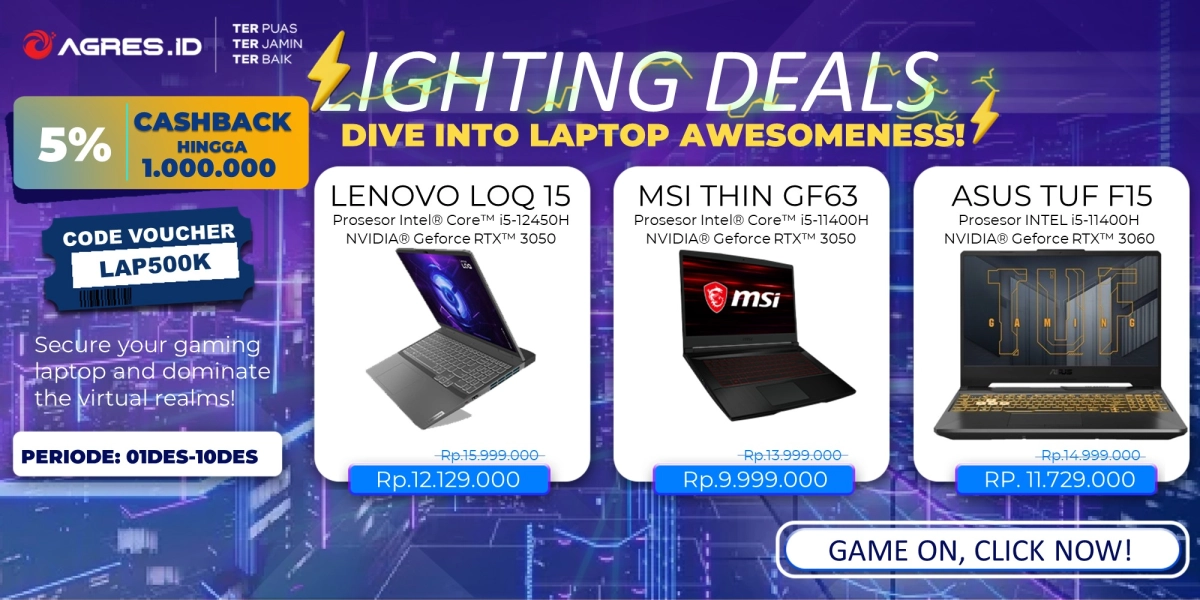 AGRES.ID
TER PUAS
TER JAMIN
TER BAIK
LIGHTING DEALS
DIVE INTO LAPTOP AWESOMENESS!
5%
CASHBACK
HINGGA
1.000.000
CODE VOUCHER
LAP500K
Secure your gaming
laptop and dominate
the virtual realms!
PERIODE: 01DES-10DES
LENOVO LOQ 15
Prosesor Intel® Core™ i5-12450H
NVIDIA® Geforce RTX™ 3050
LOQ
Rp.15.999.000
Rp.12.129.000
MSI THIN GF63
Prosesor Intel® Core™ i5-11400H
NVIDIA® Geforce RTX™ 3050
msi
Rp.13.999.000
Rp.9.999.000
ASUS TUF F15
Prosesor INTEL i5-11400H
NVIDIA® Geforce RTX™ 3060
TUF
GAMING
ASUS
Rp.14.999.000
RP. 11.729.000
GAME ON, CLICK NOW!